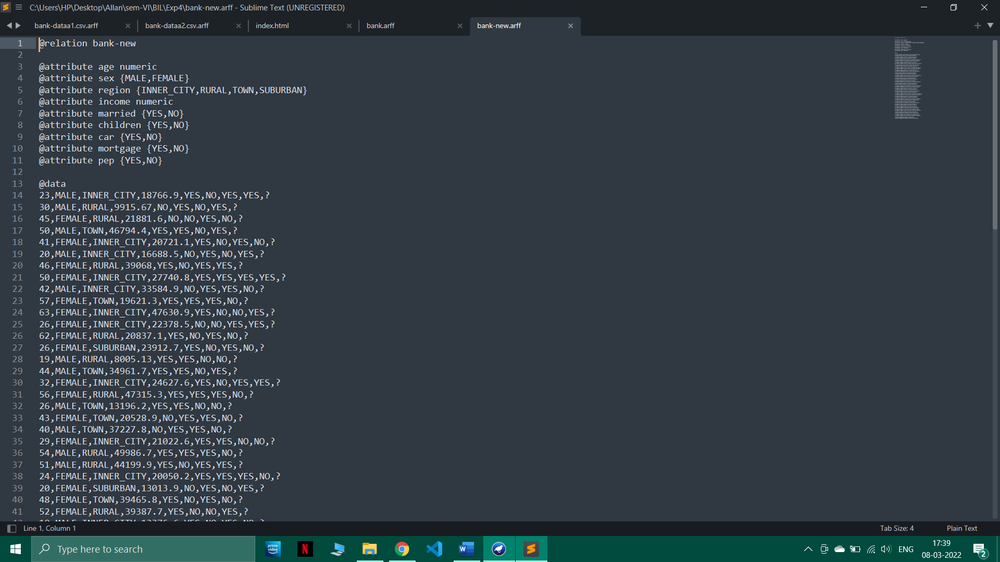 C:\Users\HP\Desktop\Allan\sem-VI\BIL\Exp4\bank-new.arff - Sublime Text (UNREGISTERED)
bank-dataa1.csv.arff
bank-dataa2.csv.arff
index.html
bank.arff
bank-new.arff
1 @relation bank-new
2
3 @attribute age numeric
4 @attribute sex {MALE,FEMALE}
5 @attribute region {INNER_CITY,RURAL,TOWN,SUBURBAN}
6 @attribute income numeric
7 @attribute married {YES,NO}
8 @attribute children {YES,NO}
9 @attribute car {YES,NO}
10 @attribute mortgage {YES,NO}
11 @attribute pep {YES,NO}
12
13 @data
14 23,MALE,INNER_CITY,18766.9,YES,NO,YES,YES,?
15 30,MALE,RURAL,9915.67,NO,YES,NO,YES,?
16 45,FEMALE,RURAL,21881.6,NO,NO,YES,NO,?
17 50,MALE,TOWN,46794.4,YES,YES,NO,YES,?
18 41,FEMALE,INNER_CITY,20721.1,YES,NO,YES,NO,?
19 20,MALE,INNER_CITY,16688.5,NO,YES,NO,YES,?
20 46,FEMALE,RURAL,39068,YES,NO,YES,YES,?
21 50,FEMALE,INNER_CITY,27740.8,YES,YES,YES,YES,?
22 42,MALE,INNER_CITY,33584.9,NO,YES,YES,NO,?
23 57,FEMALE,TOWN,19621.3,YES,YES,YES,NO,?
24 63,FEMALE,INNER_CITY,47630.9,YES,NO,NO,YES,?
25 26,FEMALE,INNER_CITY,22378.5,NO,NO,YES,YES,?
26 62,FEMALE,RURAL,20837.1,YES,NO,YES,NO,?
27 26,FEMALE,SUBURBAN,23912.7,YES,NO,YES,NO,?
28 19,MALE,RURAL,8005.13,YES,YES,NO,NO,?
29 44,MALE,TOWN,34961.7,YES,YES,NO,YES,?
30 32,FEMALE,INNER_CITY,24627.6,YES,NO,YES,YES,?
31 56,FEMALE,RURAL,47315.3,YES,YES,YES,NO,?
32 26,MALE,TOWN,13196.2,YES,YES,NO,NO,?
33 43,FEMALE,TOWN,20528.9,NO,YES,YES,NO,?
34 40,MALE,TOWN,37227.8,NO,YES,YES,NO,?
35 29,FEMALE,INNER_CITY,21022.6,YES,YES,NO,NO,?
36 54,MALE,RURAL,49986.7,YES,YES,YES,NO,?
37 51,MALE,RURAL,44199.9,YES,NO,YES,YES,?
38 24,FEMALE,INNER_CITY,20050.2,YES,YES,YES,NO,?
39 20,FEMALE,SUBURBAN,13013.9,NO,YES,NO,YES,?
40 48,FEMALE,TOWN,39465.8,YES,NO,YES,NO,?
41 52,FEMALE,RURAL,39387.7,YES,NO,NO,YES,?
Line 1, Column 1
Tab Size: 4
Plain Text
Type here to search
prime video
N
W
ENG
17:39
08-03-2022
2